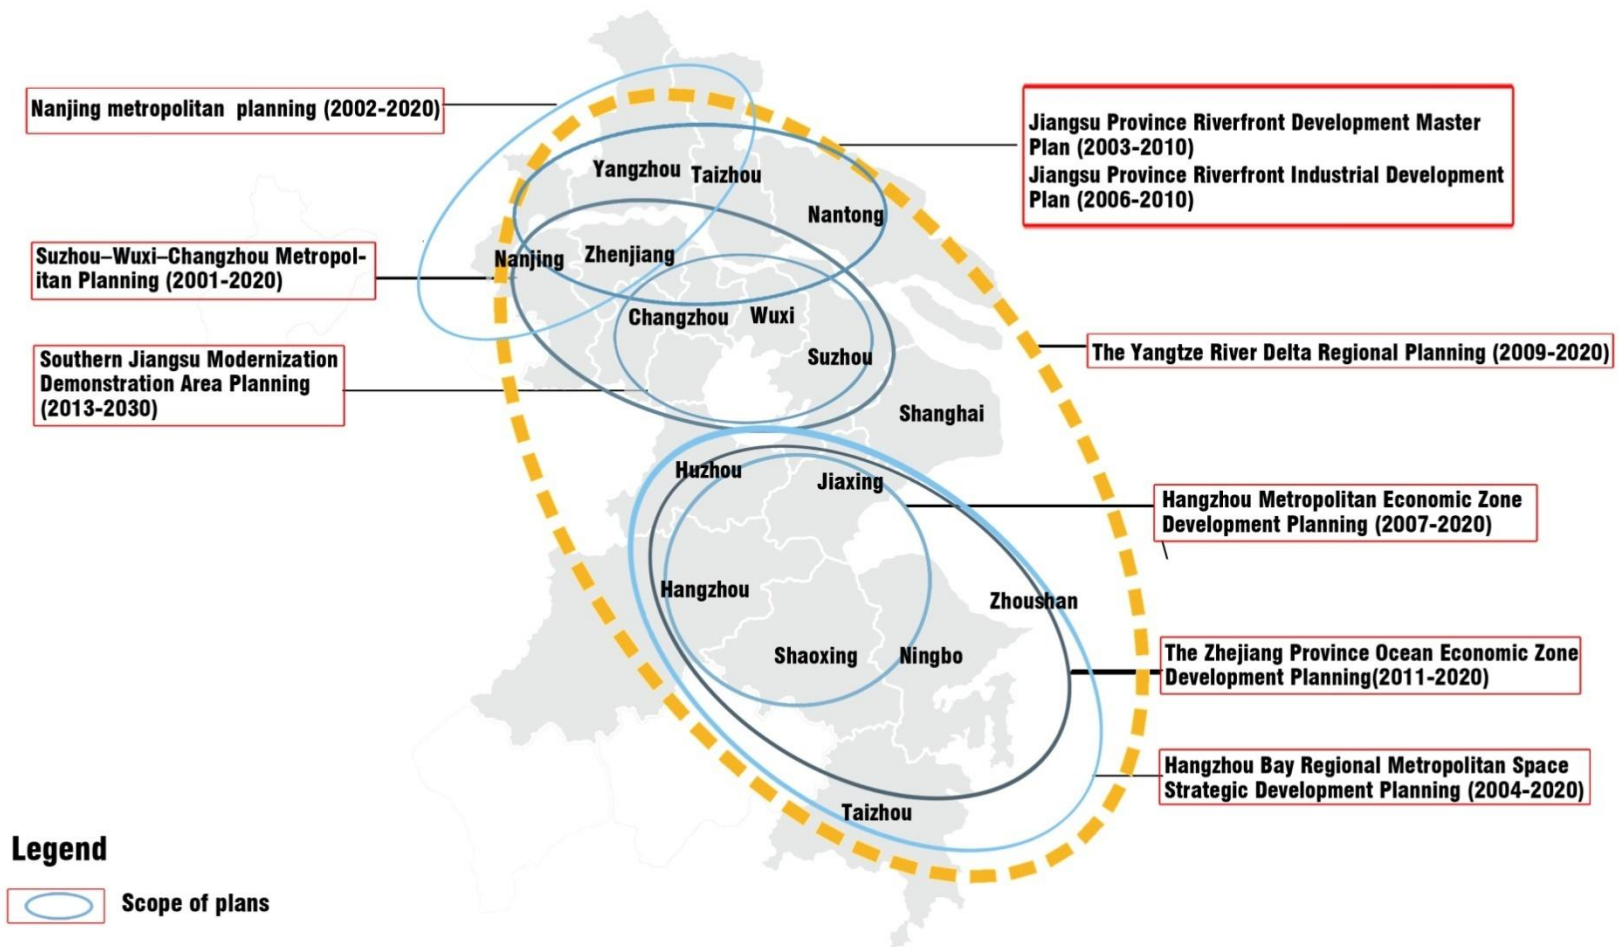 Nanjing metropolitan planning (2002-2020)
Jiangsu Province Riverfront Development Master
Plan (2003-2010)
Jiangsu Province Riverfront Industrial Development
Plan (2006-2010)
Yangzhou
Taizhou
Nantong
Suzhou–Wuxi–Changzhou Metropol-
itan Planning (2001-2020)
Nanjing
Zhenjiang
Changzhou
Wuxi
Suzhou
The Yangtze River Delta Regional Planning (2009-2020)
Southern Jiangsu Modernization
Demonstration Area Planning
(2013-2030)
Shanghai
Huzhou
Jiaxing
Hangzhou Metropolitan Economic Zone
Development Planning (2007-2020)
Hangzhou
Zhoushan
Shaoxing
Ningbo
The Zhejiang Province Ocean Economic Zone
Development Planning(2011-2020)
Hangzhou Bay Regional Metropolitan Space
Strategic Development Planning (2004-2020)
Taizhou
Legend
Scope of plans